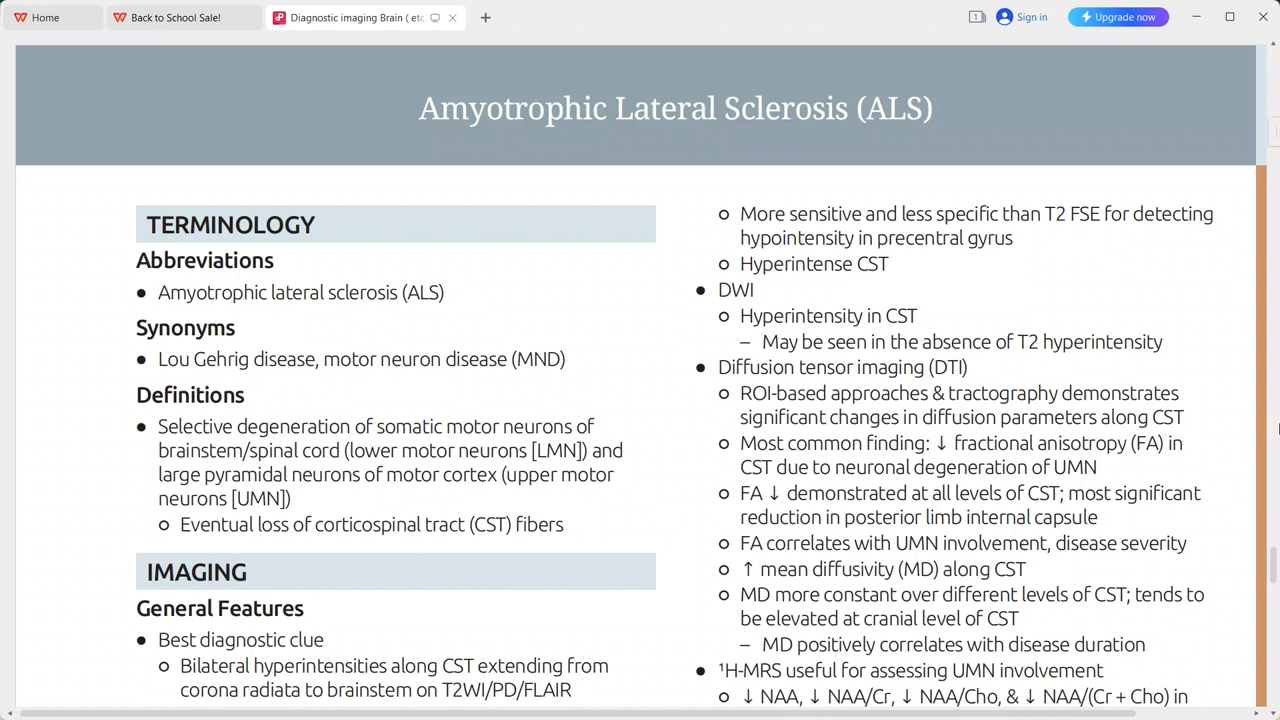 Home
Back to School Sale!
Diagnostic imaging Brain ( etc
1
Sign in
Upgrade now
Amyotrophic Lateral Sclerosis (ALS)
TERMINOLOGY
Abbreviations
● Amyotrophic lateral sclerosis (ALS)
Synonyms
● Lou Gehrig disease, motor neuron disease (MND)
Definitions
● Selective degeneration of somatic motor neurons of
brainstem/spinal cord (lower motor neurons [LMN]) and
large pyramidal neurons of motor cortex (upper motor
neurons [UMN])
○ Eventual loss of corticospinal tract (CST) fibers
IMAGING
General Features
● Best diagnostic clue
○ Bilateral hyperintensities along CST extending from
corona radiata to brainstem on T2WI/PD/FLAIR
○ More sensitive and less specific than T2 FSE for detecting
hypointensity in precentral gyrus
○ Hyperintense CST
● DWI
○ Hyperintensity in CST
– May be seen in the absence of T2 hyperintensity
● Diffusion tensor imaging (DTI)
○ ROI-based approaches & tractography demonstrates
significant changes in diffusion parameters along CST
○ Most common finding: ↓ fractional anisotropy (FA) in
CST due to neuronal degeneration of UMN
○ FA ↓ demonstrated at all levels of CST; most significant
reduction in posterior limb internal capsule
○ FA correlates with UMN involvement, disease severity
○ ↑ mean diffusivity (MD) along CST
○ MD more constant over different levels of CST; tends to
be elevated at cranial level of CST
– MD positively correlates with disease duration
● ¹H-MRS useful for assessing UMN involvement
○ ↓ NAA, ↓ NAA/Cr, ↓ NAA/Cho, & ↓ NAA/(Cr + Cho) in